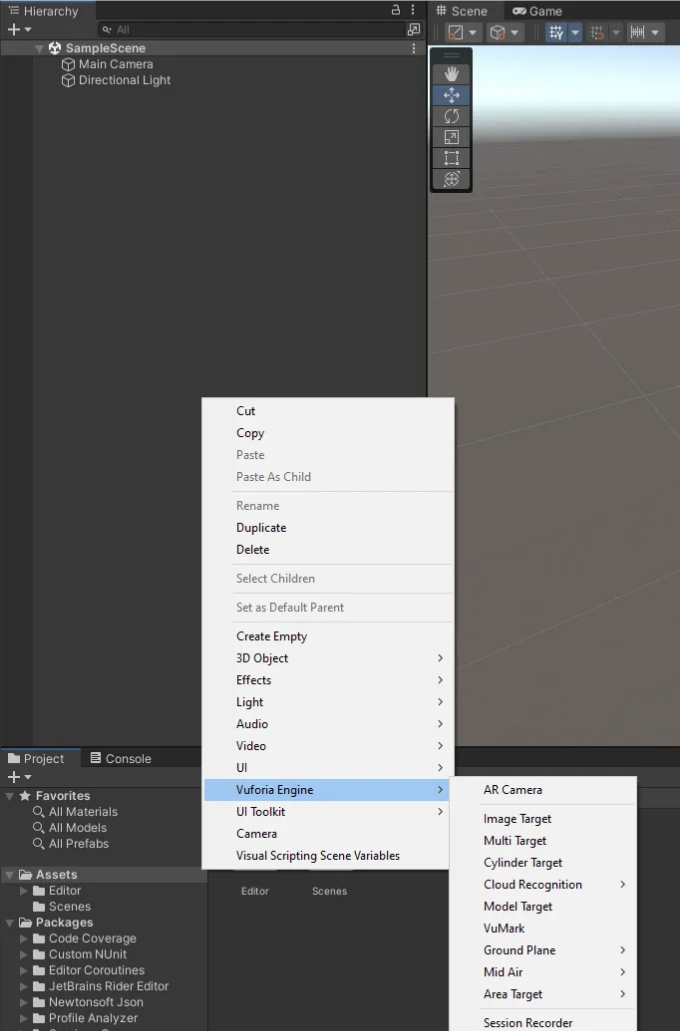 Hierarchy
All
SampleScene
Main Camera
Directional Light
Scene
Game
Cut
Copy
Paste
Paste As Child
Rename
Duplicate
Delete
Select Children
Set as Default Parent
Create Empty
3D Object
Effects
Light
Audio
Video
UI
Vuforia Engine
UI Toolkit
Camera
Visual Scripting Scene Variables
AR Camera
Image Target
Multi Target
Cylinder Target
Cloud Recognition
Model Target
VuMark
Ground Plane
Mid Air
Area Target
Session Recorder
Project
Console
Favorites
All Materials
All Models
All Prefabs
Assets
Editor
Scenes
Packages
Code Coverage
Custom NUnit
Editor Coroutines
JetBrains Rider Editor
Newtonsoft Json
Profile Analyzer
Editor
Scenes